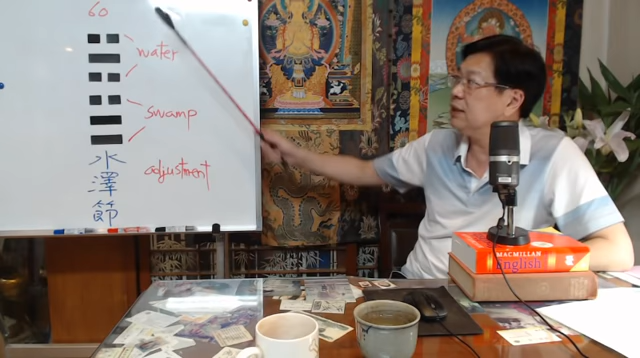 60
water
swamp
水
澤
節
adjustment
MACMILLAN
English